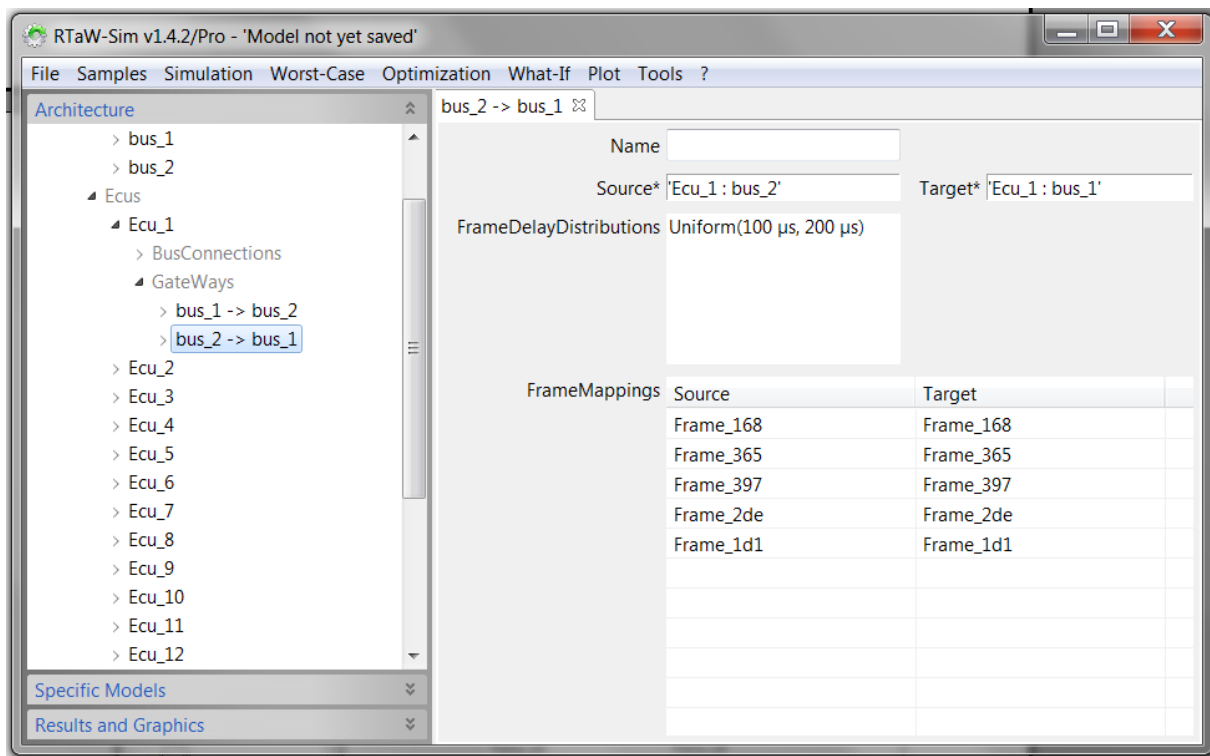 RTaW-Sim v1.4.2/Pro - 'Model not yet saved'
File Samples Simulation Worst-Case Optimization What-If Plot Tools ?
Architecture
bus_1
bus_2
Ecus
Ecu_1
BusConnections
GateWays
bus_1 -> bus_2
bus_2 -> bus_1
Ecu_2
Ecu_3
Ecu_4
Ecu_5
Ecu_6
Ecu_7
Ecu_8
Ecu_9
Ecu_10
Ecu_11
Ecu_12
Specific Models
Results and Graphics
bus_2 -> bus_1
Name
Source* 'Ecu_1 : bus_2' Target* 'Ecu_1 : bus_1'
FrameDelayDistributions Uniform(100 µs, 200 µs)
FrameMappings Source Target
Frame_168 Frame_168
Frame_365 Frame_365
Frame_397 Frame_397
Frame_2de Frame_2de
Frame_1d1 Frame_1d1